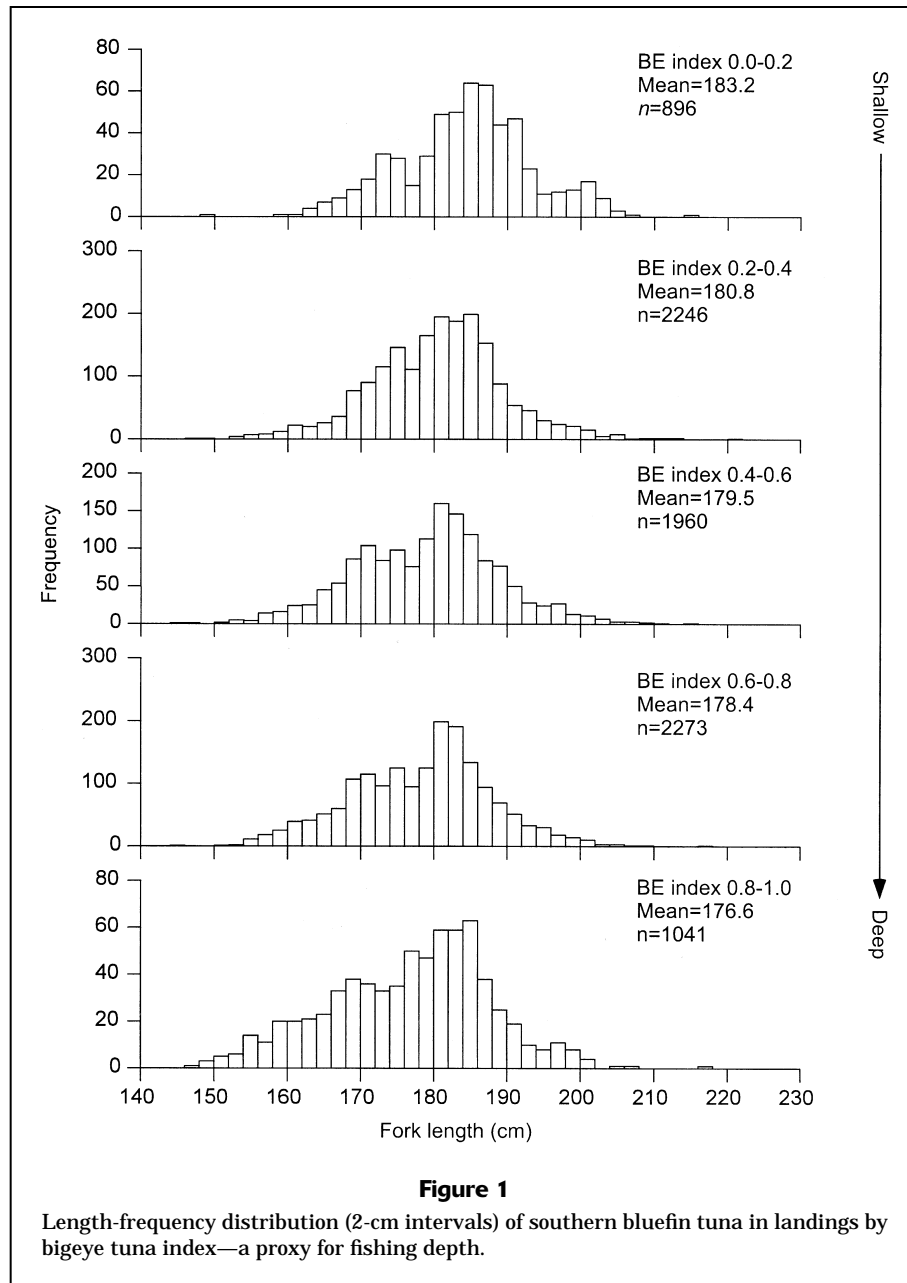 80
60
40
20
0
BE index 0.0-0.2
Mean=183.2
n=896
Shallow
300
200
100
0
BE index 0.2-0.4
Mean=180.8
n=2246
Frequency
200
150
100
50
0
BE index 0.4-0.6
Mean=179.5
n=1960
300
200
100
0
BE index 0.6-0.8
Mean=178.4
n=2273
80
60
40
20
0
BE index 0.8-1.0
Mean=176.6
n=1041
Deep
140 150 160 170 180 190 200 210 220 230
Fork length (cm)
Figure 1
Length-frequency distribution (2-cm intervals) of southern bluefin tuna in landings by
bigeye tuna index—a proxy for fishing depth.